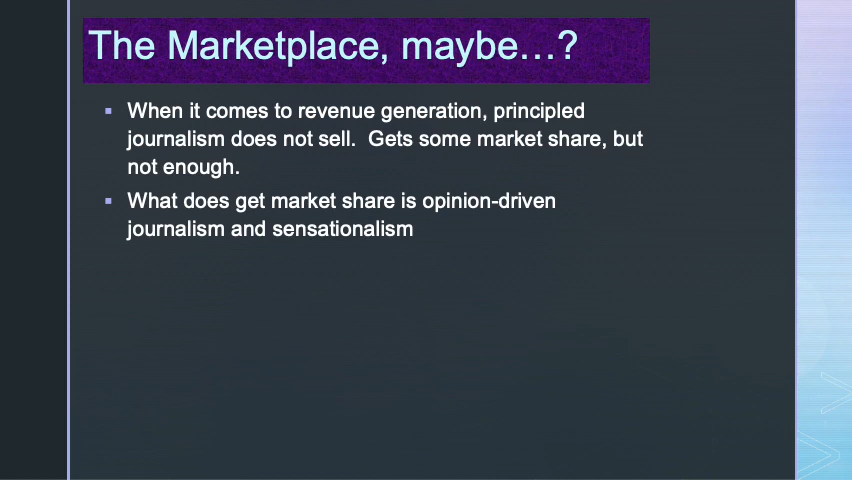 The Marketplace, maybe…?
When it comes to revenue generation, principled
journalism does not sell.  Gets some market share, but
not enough.
What does get market share is opinion-driven
journalism and sensationalism